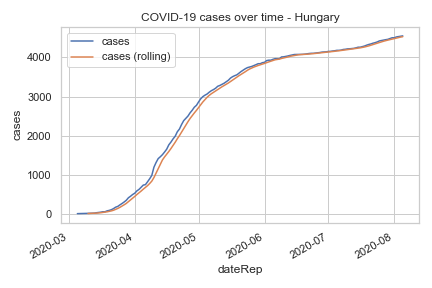 COVID-19 cases over time - Hungary
cases
cases (rolling)
4000
3000
2000
1000
0
cases
2020-03
2020-04
2020-05
2020-06
2020-07
2020-08
dateRep